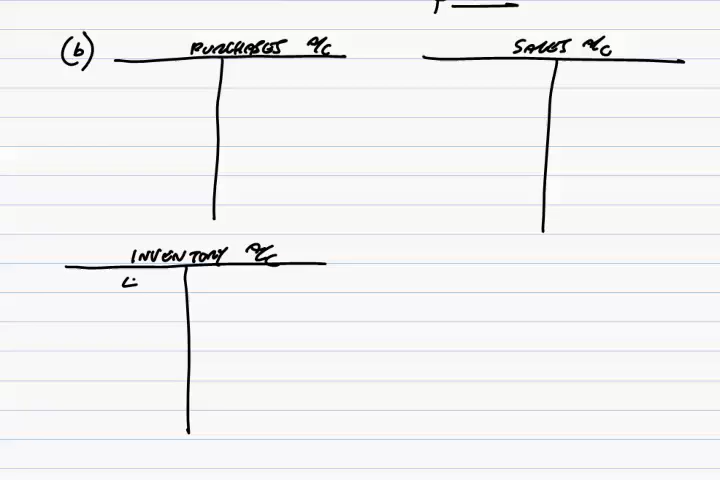 (b) PURCHASES A/C
SALES A/C
INVENTORY A/C